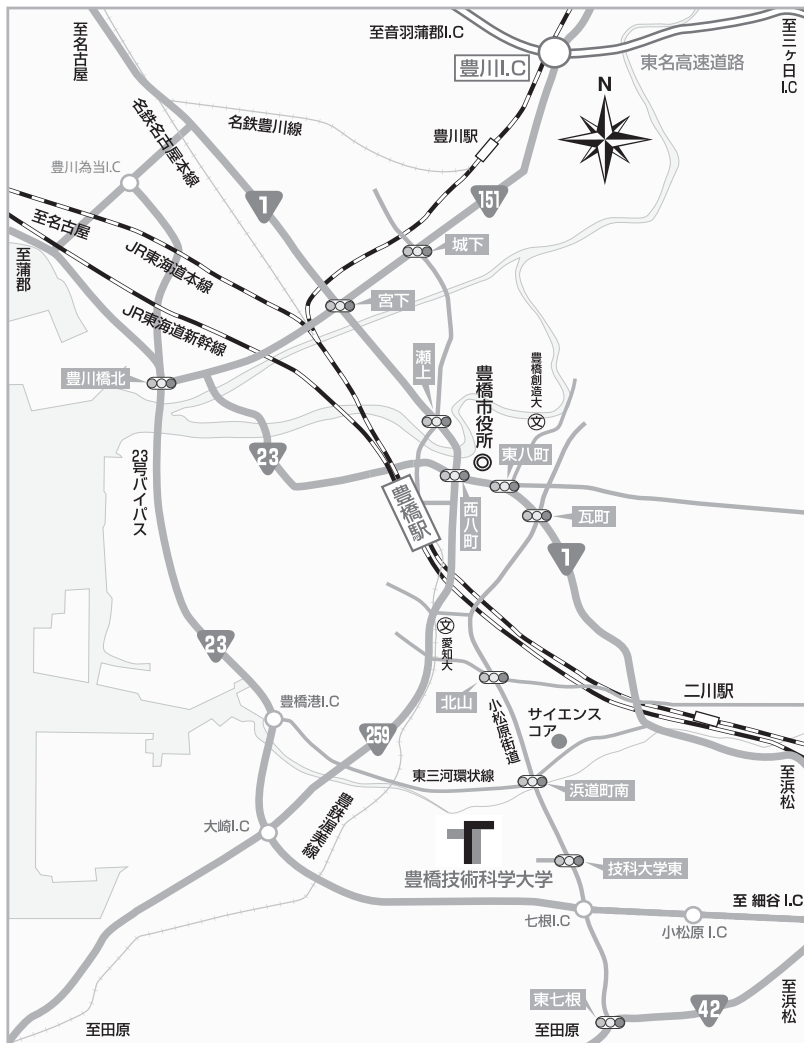 至名古屋
至音羽蒲郡I.C
豊川I.C
東名高速道路
至三ヶ日I.C
N
名鉄名古屋本線
名鉄豊川線
豊川駅
豊川為当I.C
1
151
至名古屋
城下
至蒲郡
JR東海道本線
宮下
JR東海道新幹線
豊川橋北
瀬上
豊橋市役所
豊橋創造大
文
東八町
23号バイパス
23
豊橋駅
西八町
瓦町
1
23
文
愛知大
北山
小松原街道
サイエンス
コア
二川駅
豊橋港I.C
259
東三河環状線
浜道町南
至浜松
大崎I.C
豊鉄渥美線
豊橋技術科学大学
技科大学東
七根I.C
至 細谷 I.C
小松原 I.C
東七根
42
至浜松
至田原
至田原